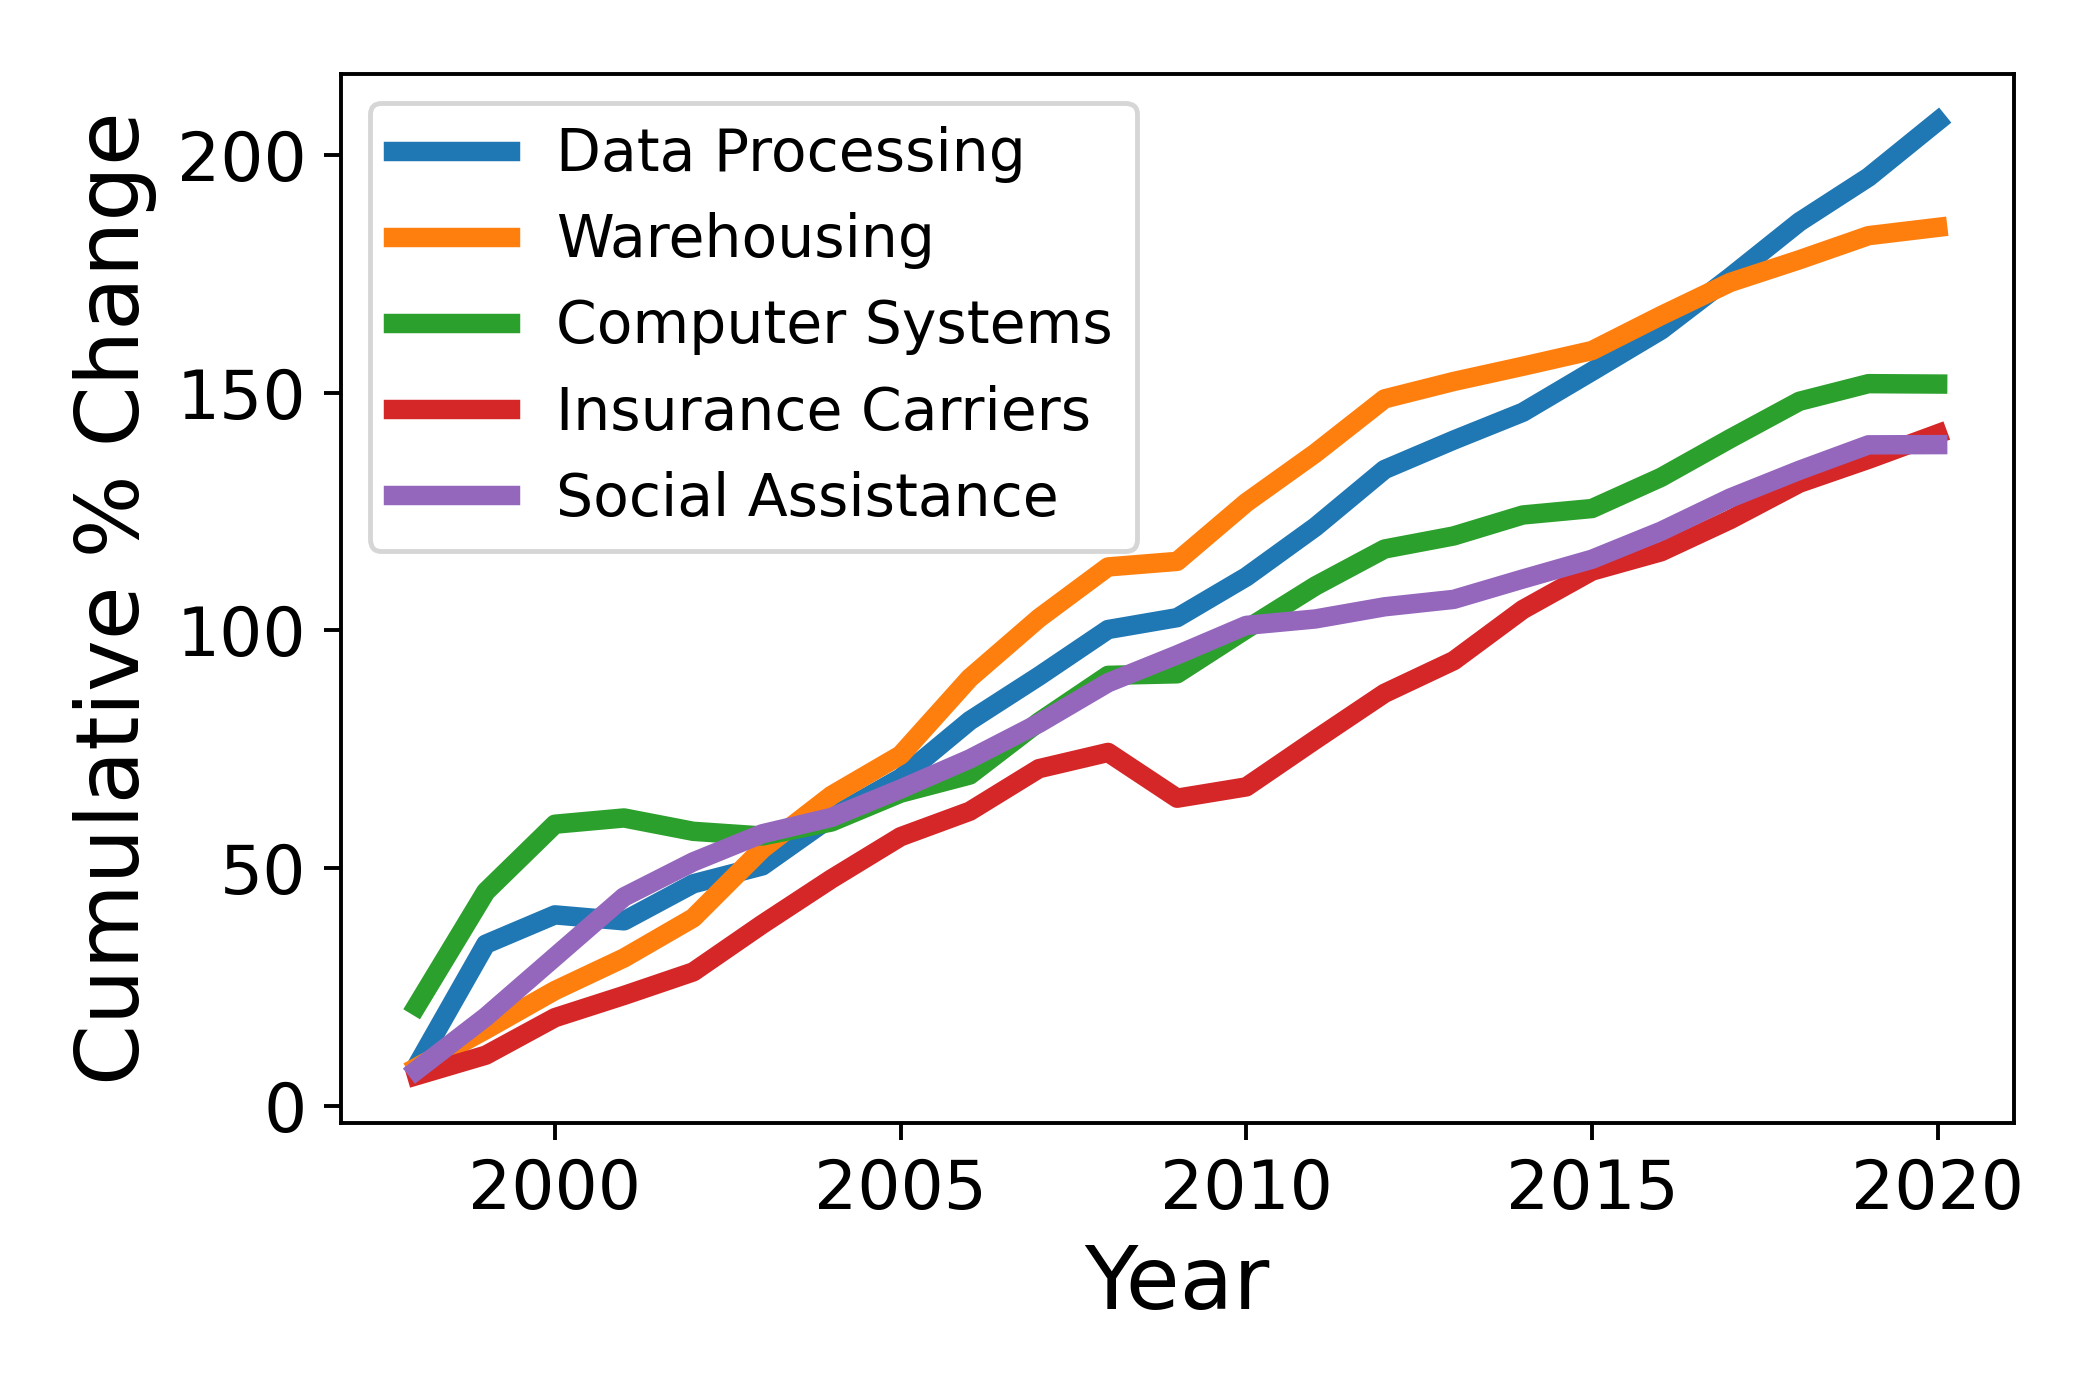 Cumulative % Change
200
150
100
50
0
Data Processing
Warehousing
Computer Systems
Insurance Carriers
Social Assistance
2000 2005 2010 2015 2020
Year